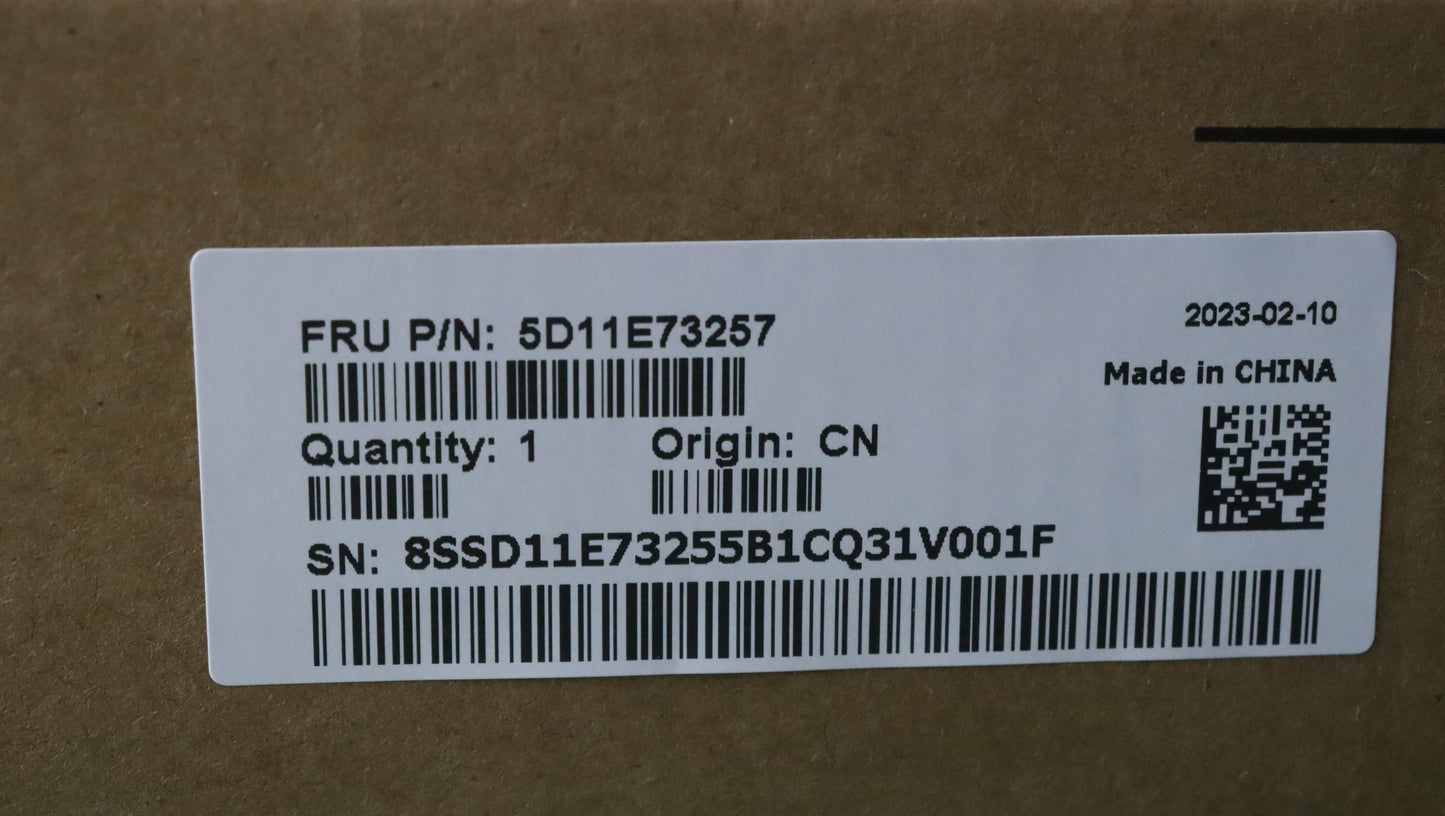 FRU P/N: 5D11E73257
2023-02-10
Made in CHINA
Quantity: 1
Origin: CN
SN: 8SSD11E73255B1CQ31V001F